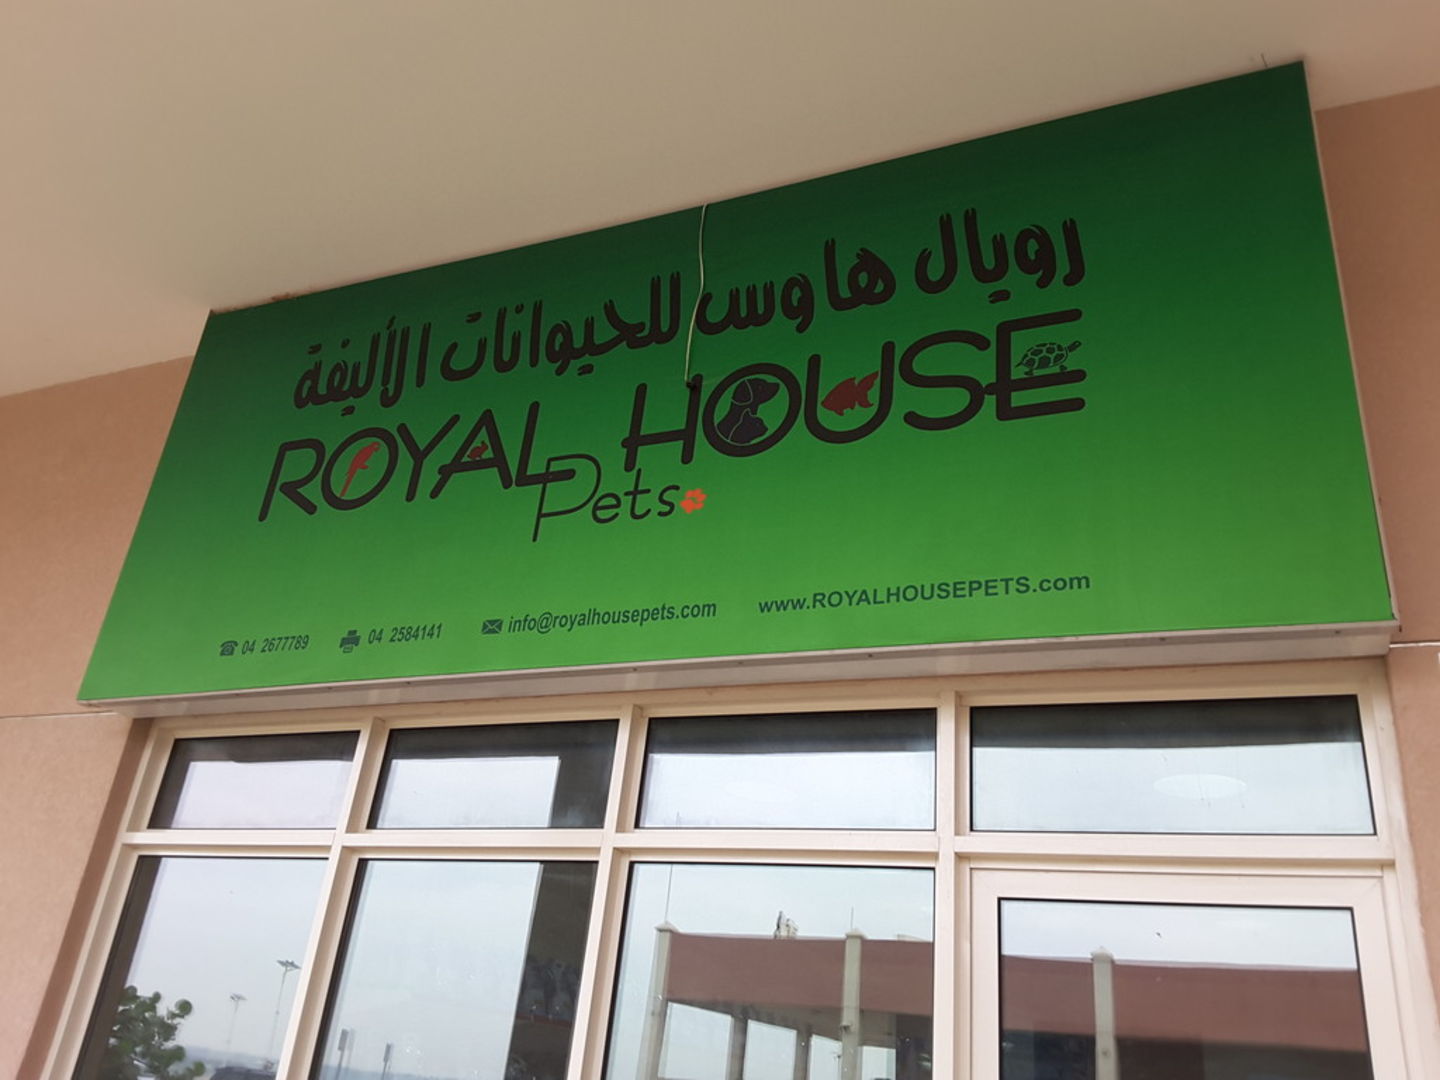 رويال هاوس للحيوانات الأليفة
ROYAL HOUSE
Pets
04 2677789 04 2584141 info@royalhousepets.com www.ROYALHOUSEPETS.com